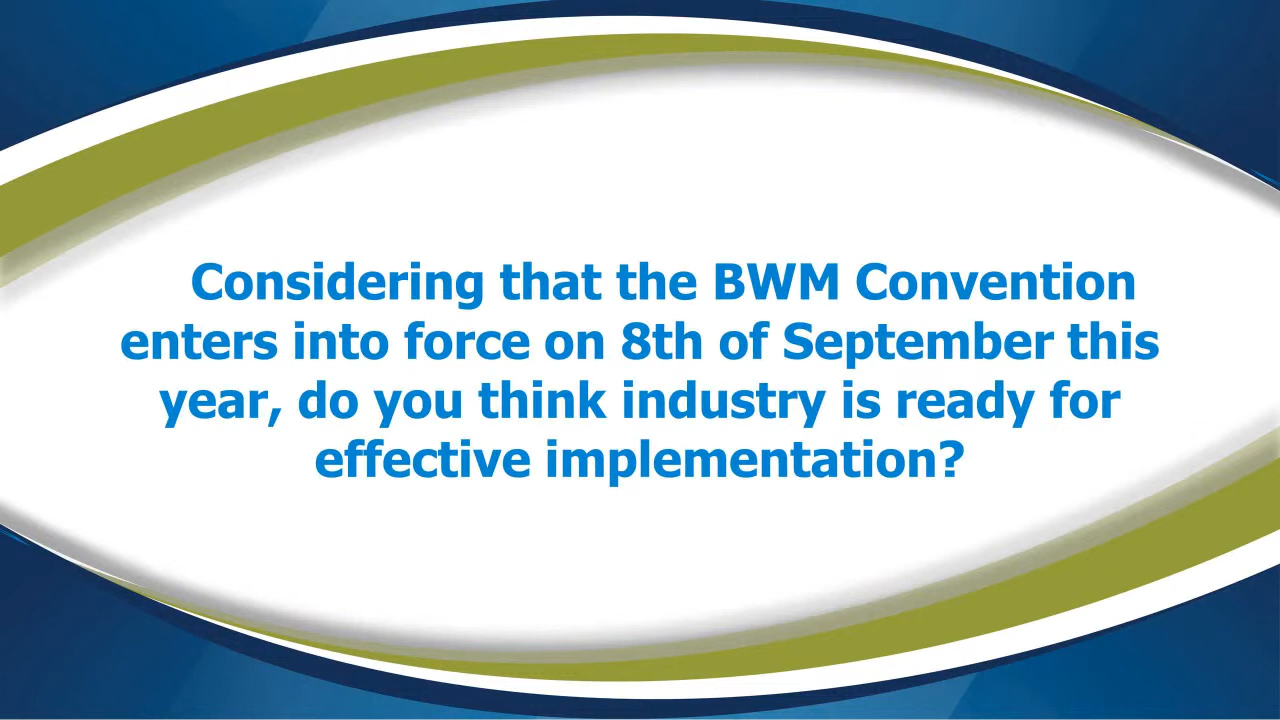 Considering that the BWM Convention
enters into force on 8th of September this
year, do you think industry is ready for
effective implementation?